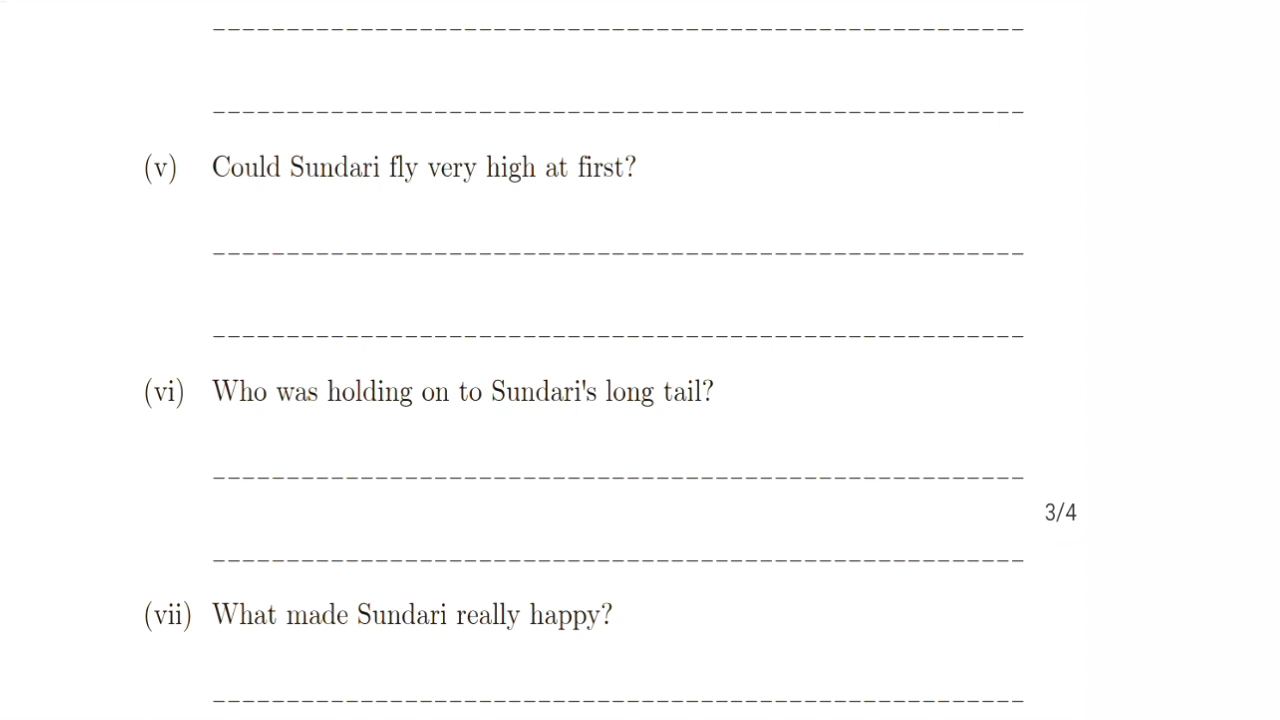 (v) Could Sundari fly very high at first?
(vi) Who was holding on to Sundari's long tail?
3/4
(vii) What made Sundari really happy?